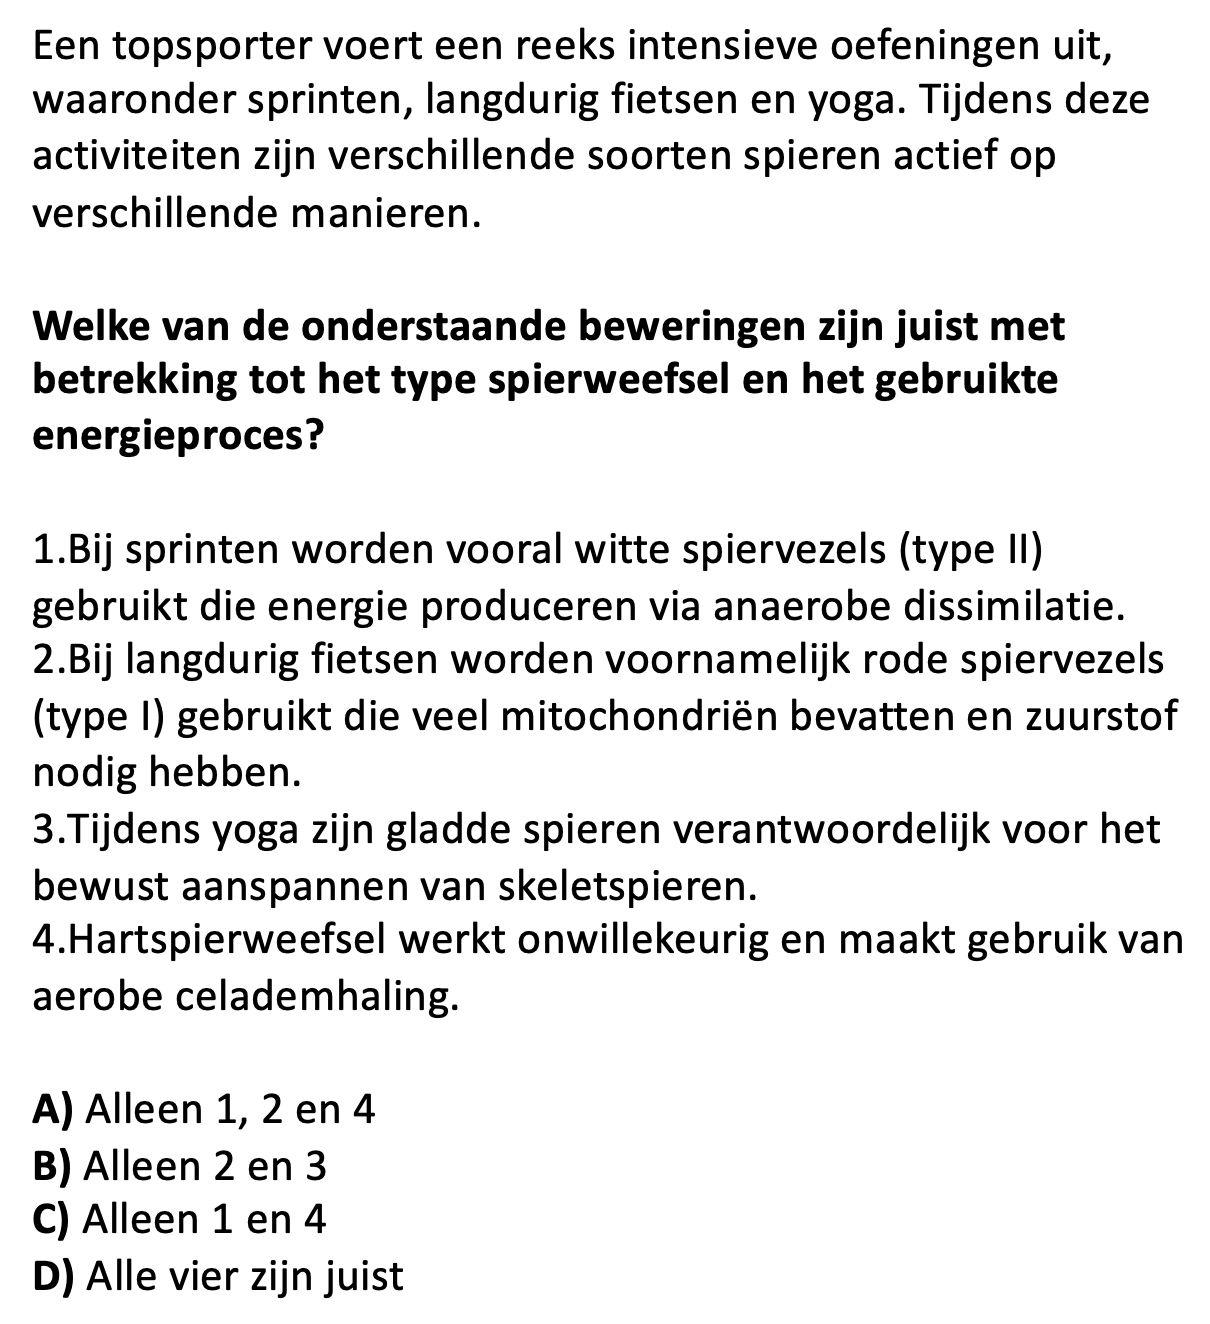 Een topsporter voert een reeks intensieve oefeningen uit,
waaronder sprinten, langdurig fietsen en yoga. Tijdens deze
activiteiten zijn verschillende soorten spieren actief op
verschillende manieren.
Welke van de onderstaande beweringen zijn juist met
betrekking tot het type spierweefsel en het gebruikte
energieproces?
1.Bij sprinten worden vooral witte spiervezels (type II)
gebruikt die energie produceren via anaerobe dissimilatie.
2.Bij langdurig fietsen worden voornamelijk rode spiervezels
(type I) gebruikt die veel mitochondriën bevatten en zuurstof
nodig hebben.
3.Tijdens yoga zijn gladde spieren verantwoordelijk voor het
bewust aanspannen van skeletspieren.
4.Hartspierweefsel werkt onwillekeurig en maakt gebruik van
aerobe celademhaling.
A) Alleen 1, 2 en 4
B) Alleen 2 en 3
C) Alleen 1 en 4
D) Alle vier zijn juist